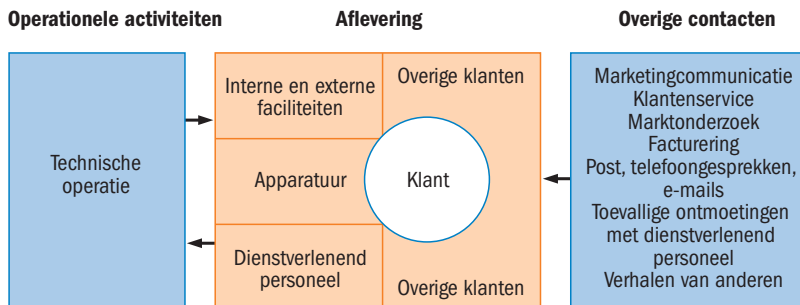 Operationele activiteiten
Aflevering
Overige contacten
Technische
operatie
Interne en externe
faciliteiten
Apparatuur
Dienstverlenend
personeel
Overige klanten
Klant
Overige klanten
Marketingcommunicatie
Klantenservice
Marktonderzoek
Facturering
Post, telefoongesprekken,
e-mails
Toevallige ontmoetingen
met dienstverlenend
personeel
Verhalen van anderen